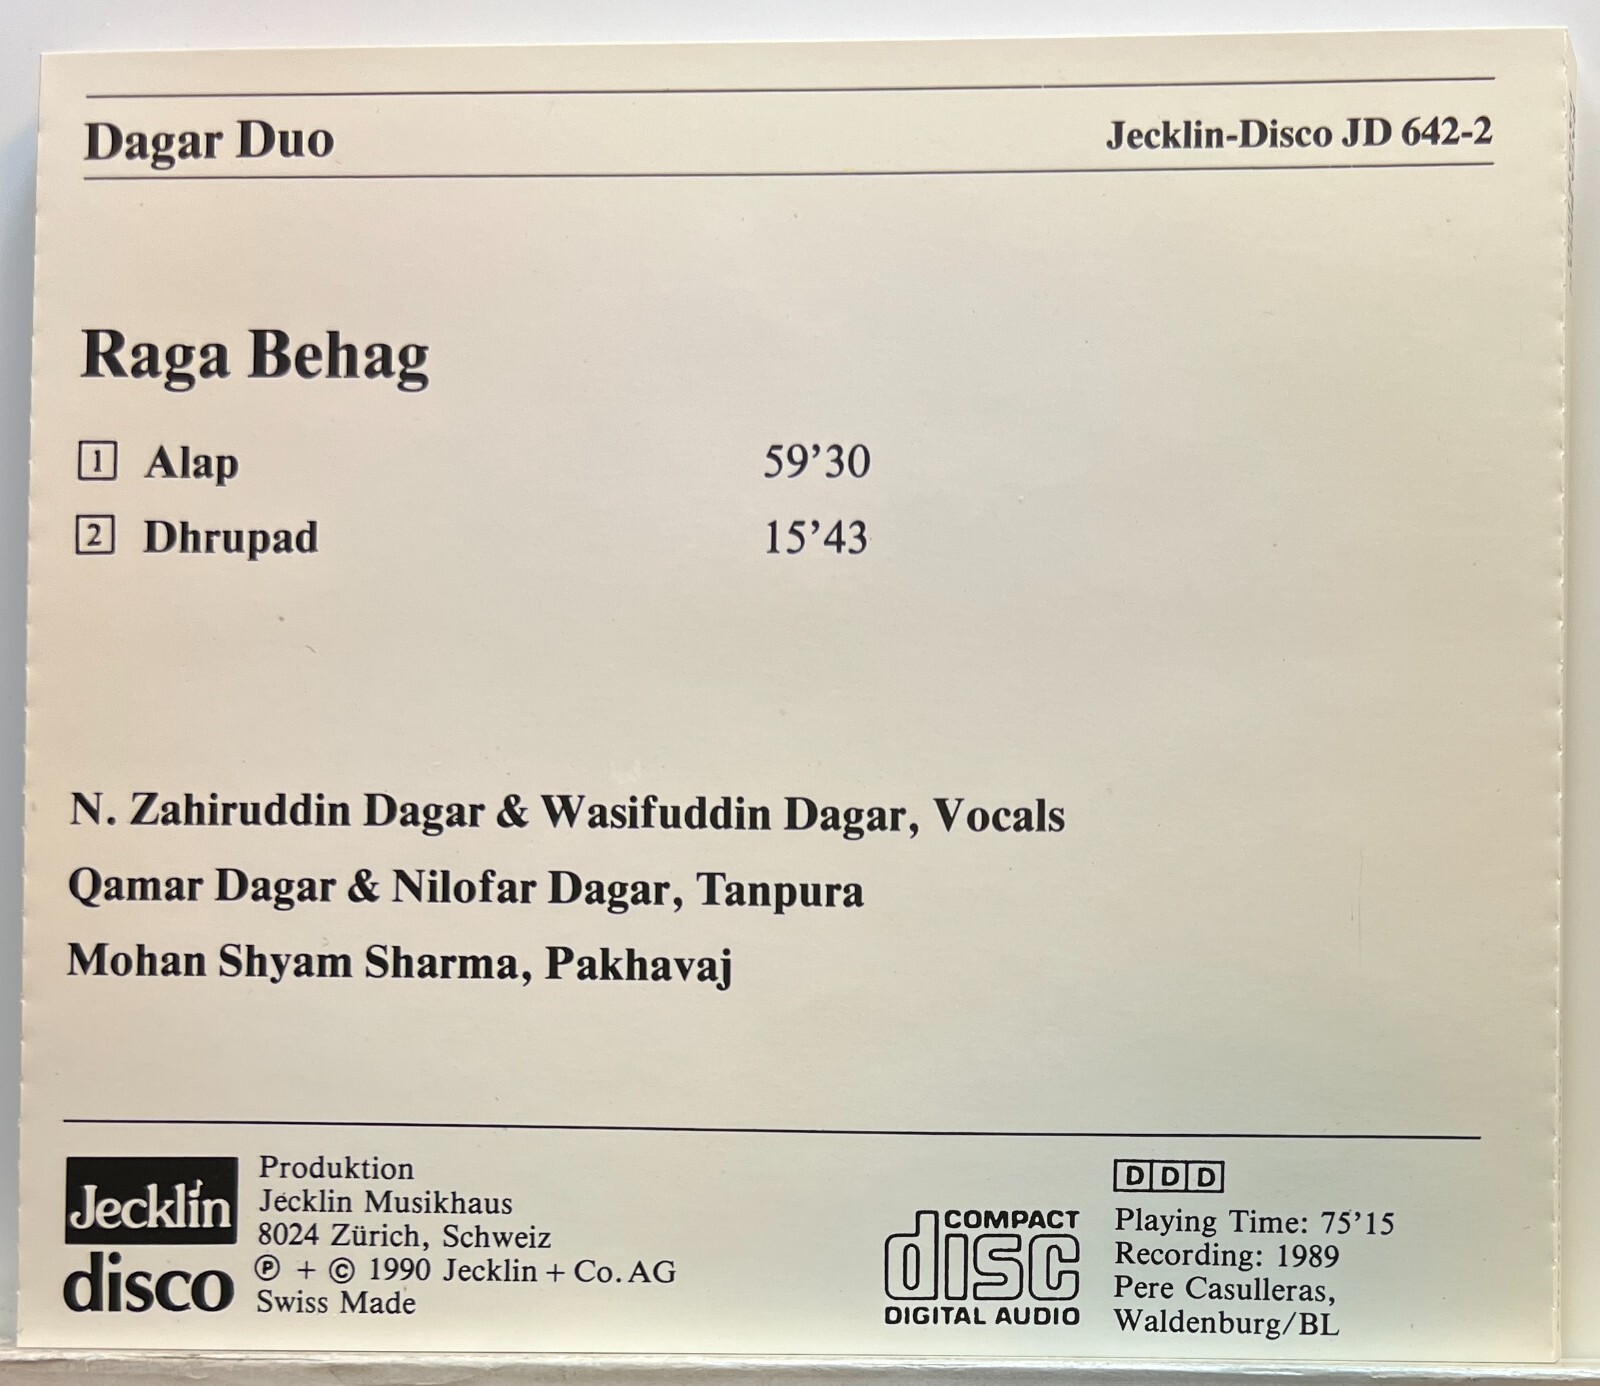 Dagar Duo
Jecklin-Disco JD 642-2
Raga Behag
1 Alap 59’30
2 Dhrupad 15’43
N. Zahiruddin Dagar & Wasifuddin Dagar, Vocals
Qamar Dagar & Nilofar Dagar, Tanpura
Mohan Shyam Sharma, Pakhavaj
Jecklin
disco
Produktion
Jecklin Musikhaus
8024 Zürich, Schweiz
℗ + © 1990 Jecklin + Co. AG
Swiss Made
COMPACT
disc
DIGITAL AUDIO
DDD
Playing Time: 75’15
Recording: 1989
Pere Casulleras,
Waldenburg/BL